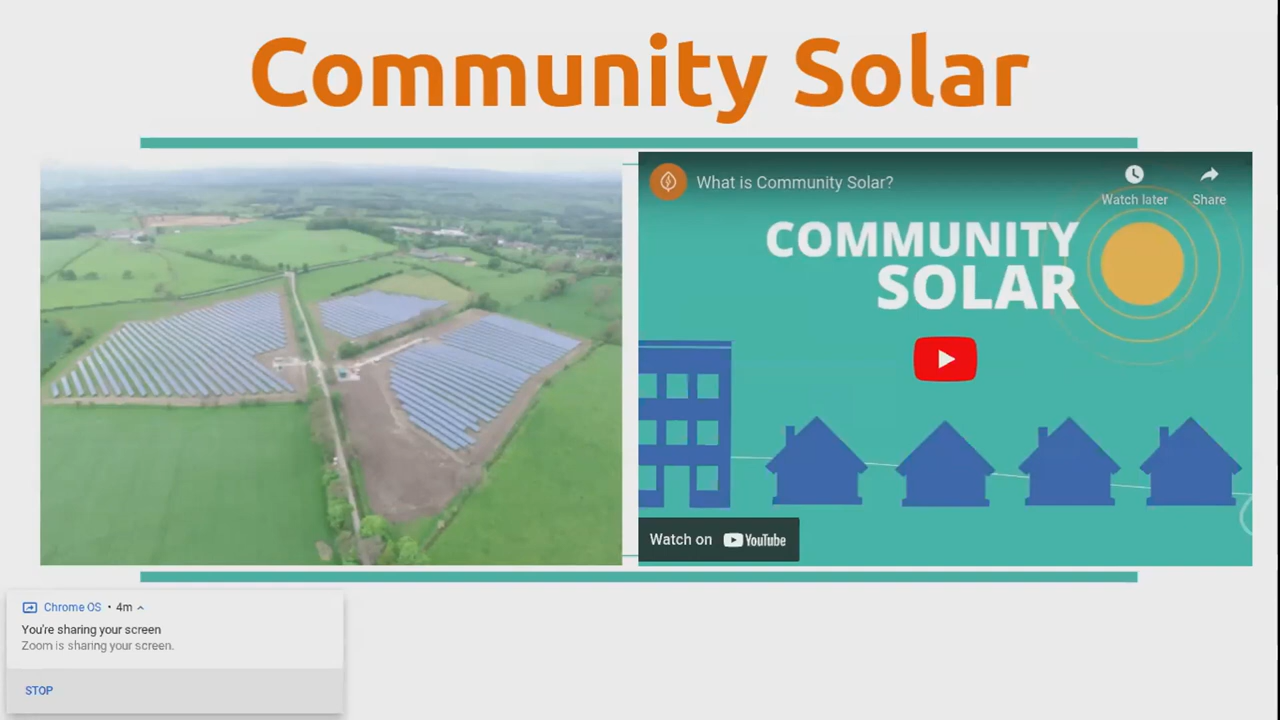 Community Solar
What is Community Solar?
Watch later
Share
COMMUNITY
SOLAR
Watch on YouTube
Chrome OS • 4m
You're sharing your screen
Zoom is sharing your screen.
STOP